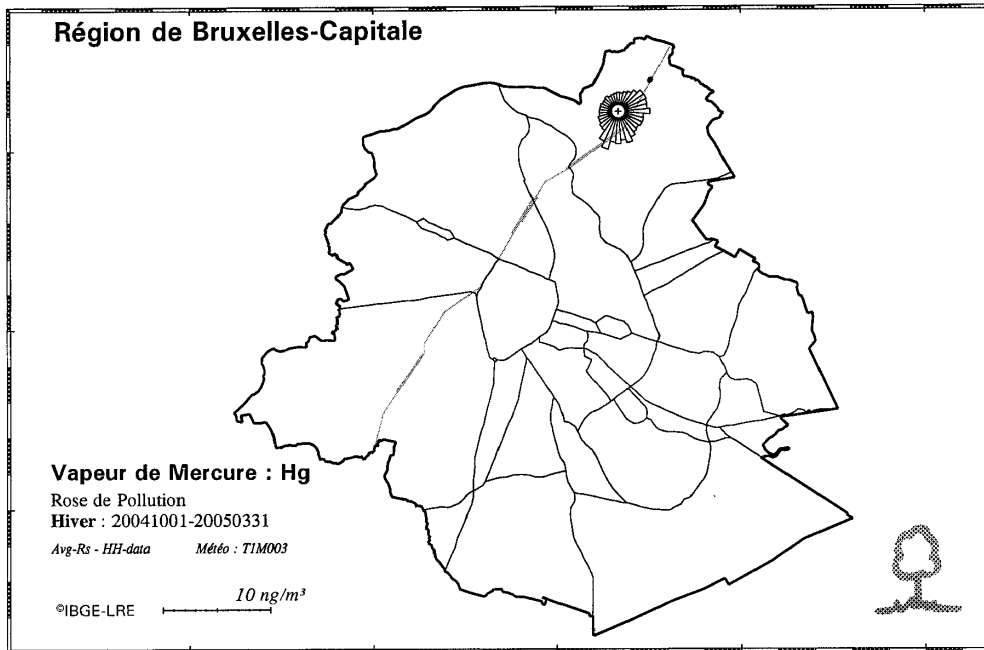 Région de Bruxelles-Capitale
Vapeur de Mercure : Hg
Rose de Pollution
Hiver : 20041001-20050331
Avg-Rs - HH-data Météo : T1M003
©IBGE-LRE 10 ng/m³